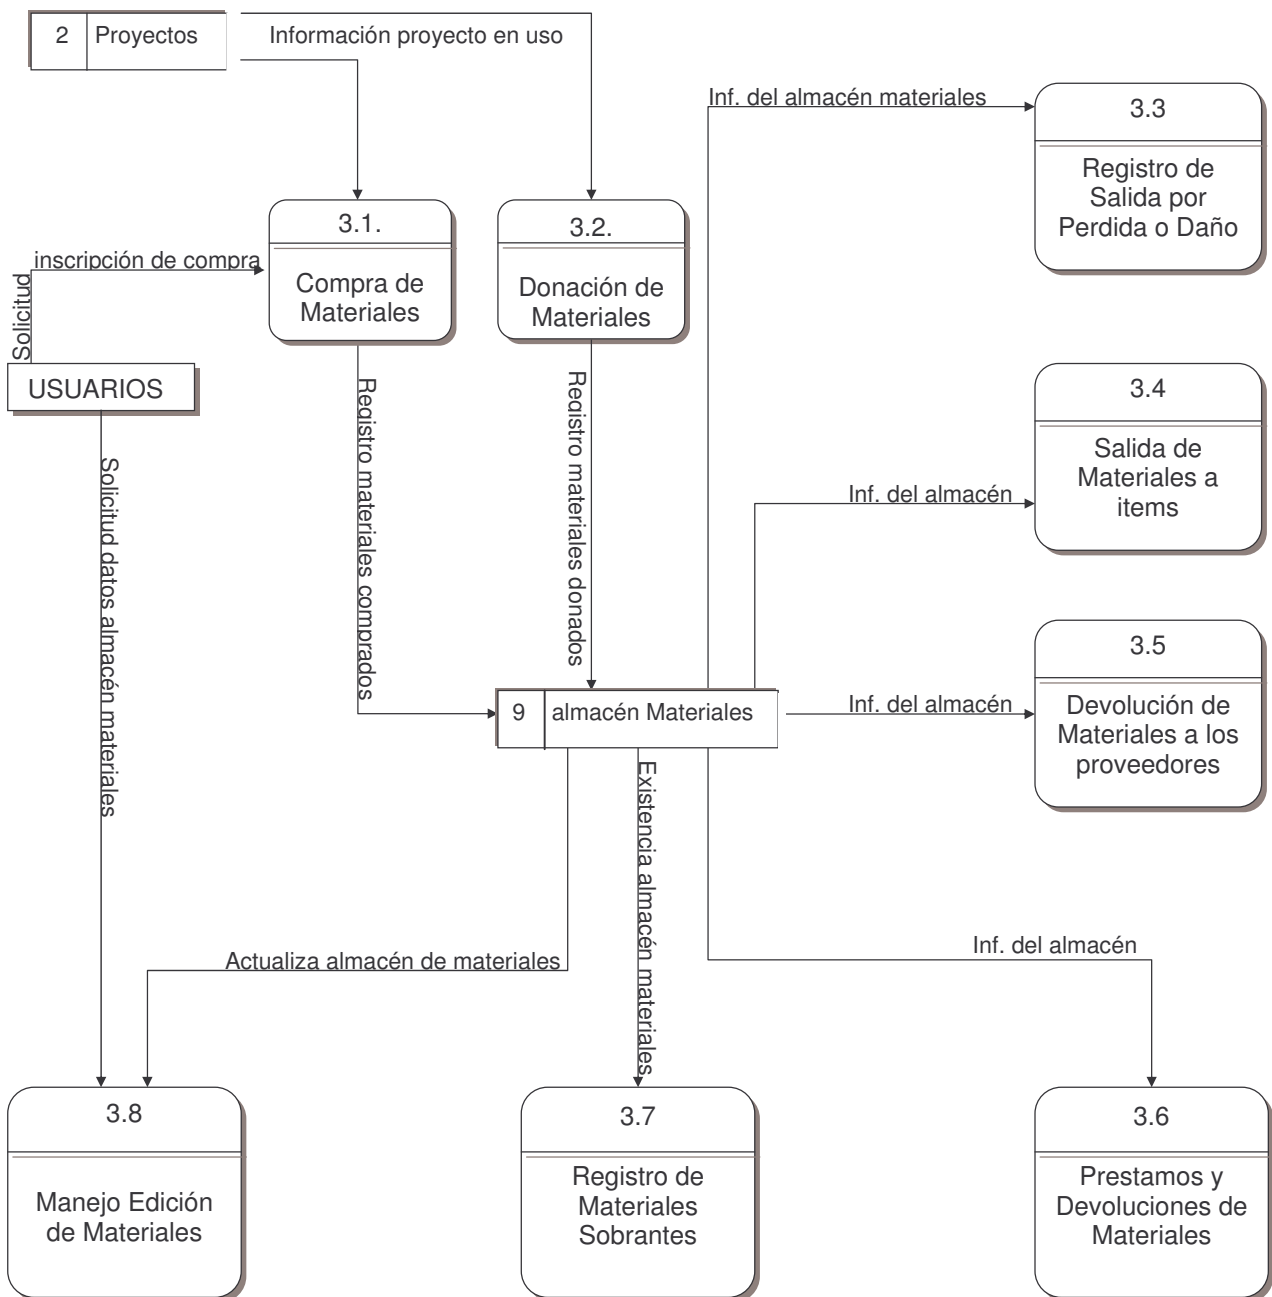 2 Proyectos
Información proyecto en uso
Inf. del almacén materiales
3.3
Registro de
Salida por
Perdida o Daño
3.1.
Compra de
Materiales
3.2.
Donación de
Materiales
inscripción de compra
Solicitud
USUARIOS
3.4
Salida de
Materiales a
items
Inf. del almacén
Registro materiales comprados
Registro materiales donados
Solicitud datos almacén materiales
3.5
Devolución de
Materiales a los
proveedores
Inf. del almacén
9 almacén Materiales
Existencia almacén materiales
Actualiza almacén de materiales
Inf. del almacén
3.8
Manejo Edición
de Materiales
3.7
Registro de
Materiales
Sobrantes
3.6
Prestamos y
Devoluciones de
Materiales